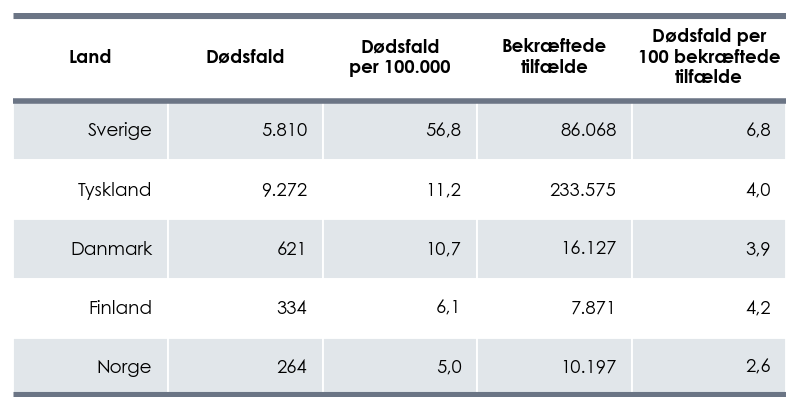 Land Dødsfald Dødsfald per 100.000 Bekræftede tilfælde Dødsfald per 100 bekræftede tilfælde
Sverige 5.810 56,8 86.068 6,8
Tyskland 9.272 11,2 233.575 4,0
Danmark 621 10,7 16.127 3,9
Finland 334 6,1 7.871 4,2
Norge 264 5,0 10.197 2,6